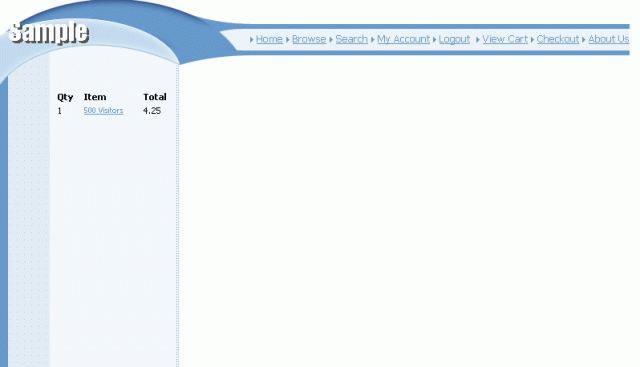 Sample
Home Browse Search My Account Logout View Cart Checkout About Us
Qty Item Total
1 500 Visitors 4.25